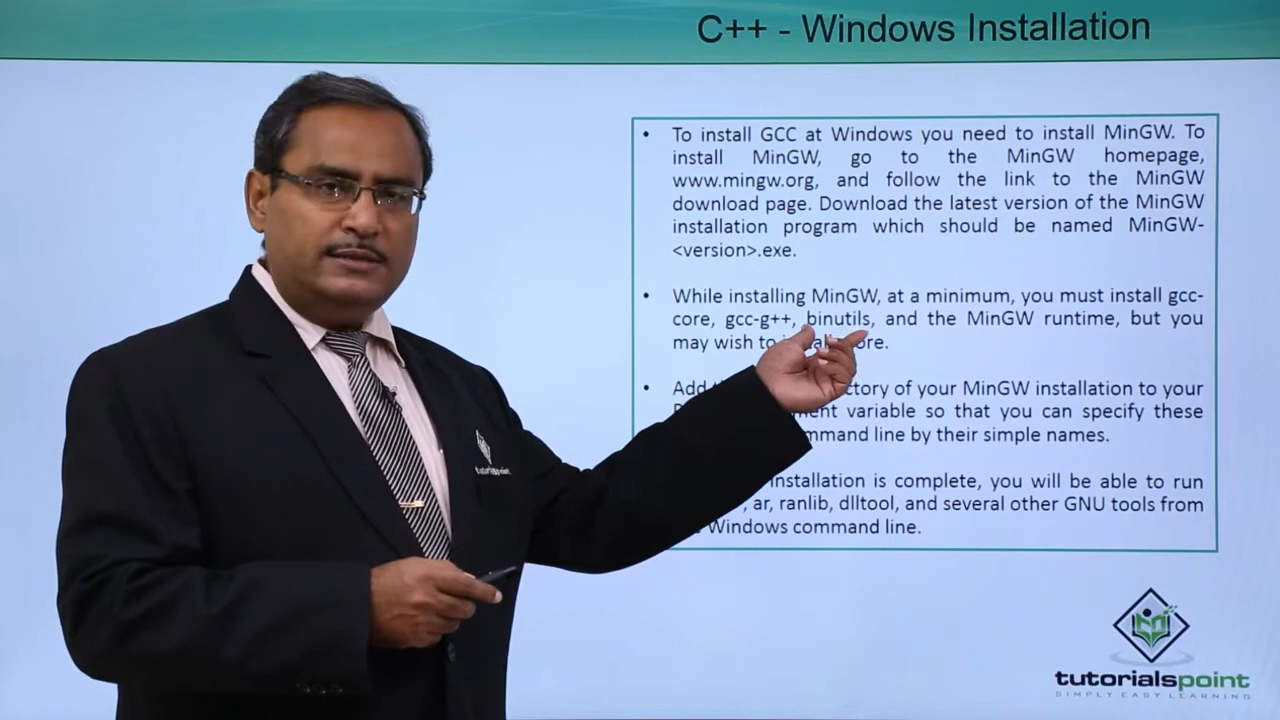 C++ - Windows Installation
• To install GCC at Windows you need to install MinGW. To
install MinGW, go to the MinGW homepage,
www.mingw.org, and follow the link to the MinGW
download page. Download the latest version of the MinGW
installation program which should be named MinGW-
<version>.exe.
• While installing MinGW, at a minimum, you must install gcc-
core, gcc-g++, binutils, and the MinGW runtime, but you
may wish to
• Add of your MinGW installation to your
variable so that you can specify these
line by their simple names.
installation is complete, you will be able to run
, ar, ranlib, dlltool, and several other GNU tools from
Windows command line.
tutorialspoint
tutorialspoint
SIMPLY EASY LEARNING